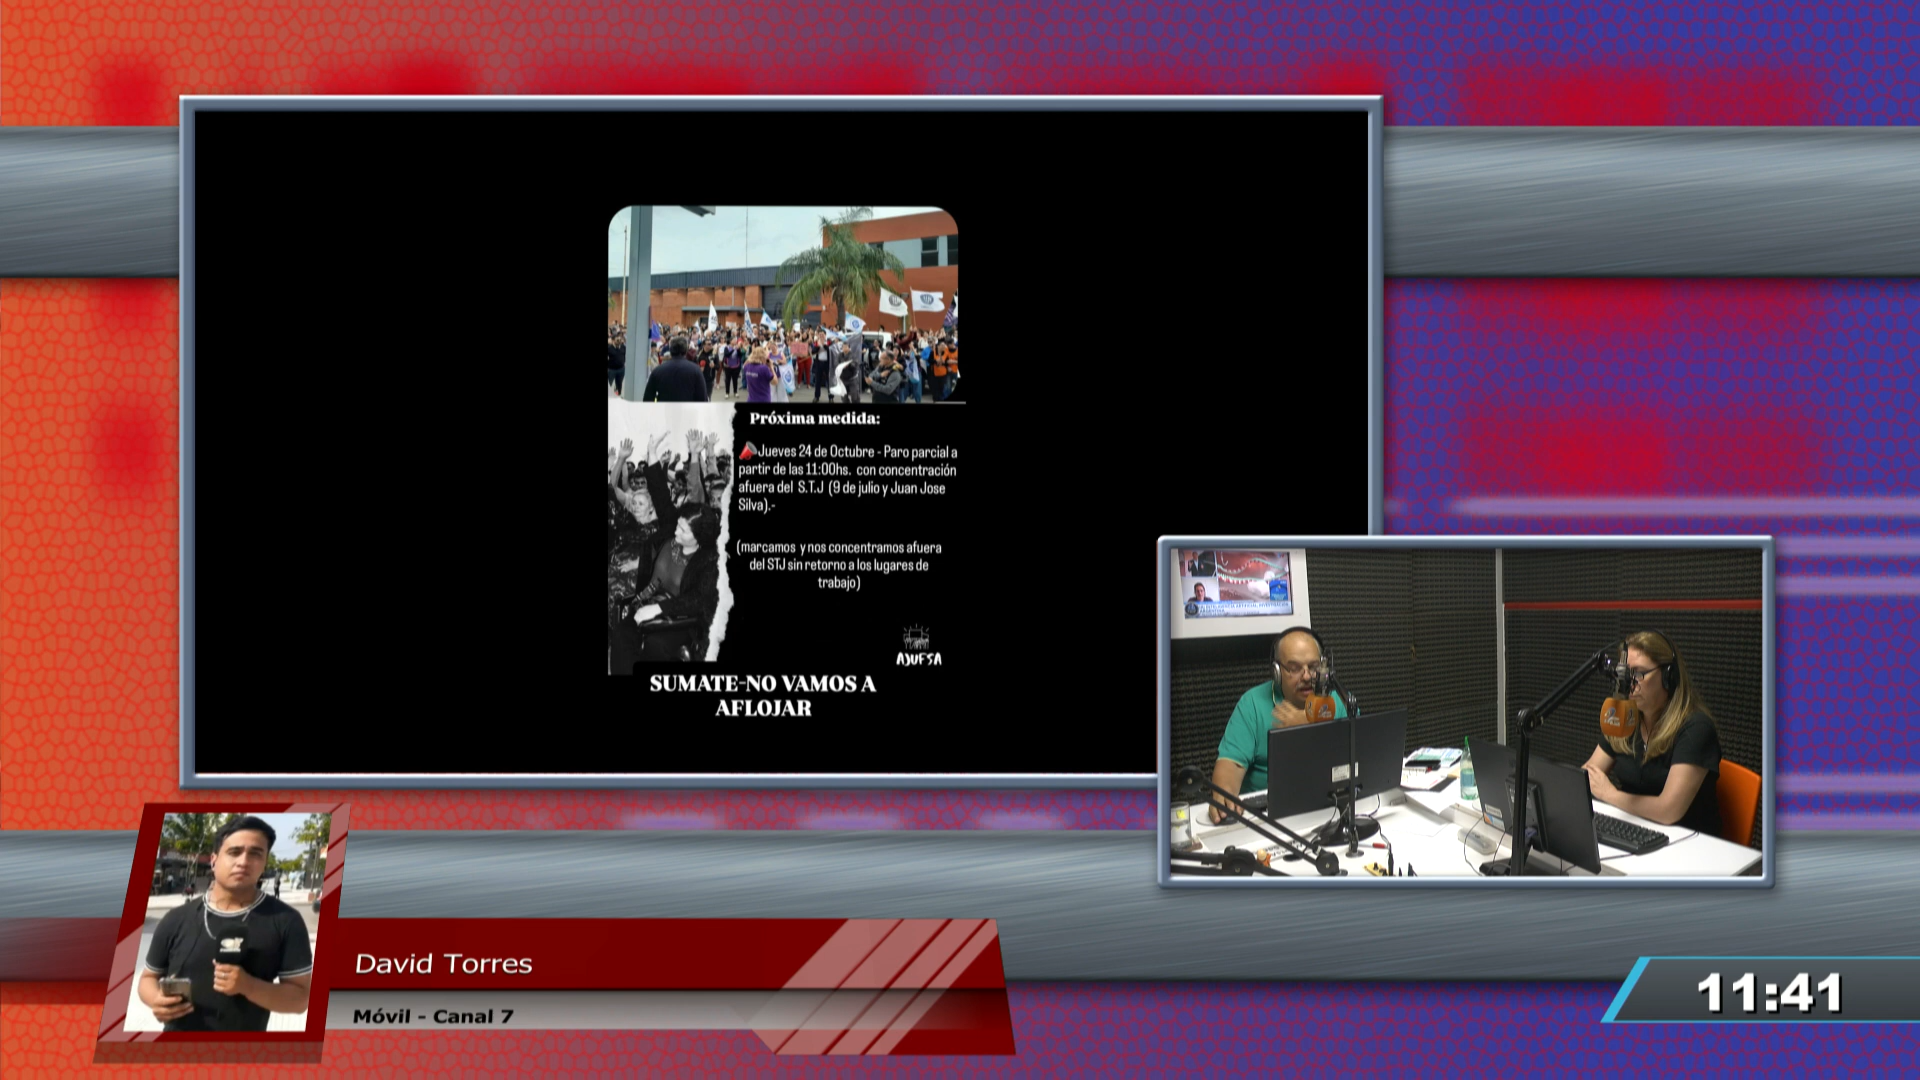 Próxima medida:
Jueves 24 de Octubre - Paro parcial a
partir de las 11:00hs. con concentración
afuera del S.T.J (9 de julio y Juan Jose
Silva).-
(marcamos y nos concentramos afuera
del STJ sin retorno a los lugares de
trabajo)
AJUFSA
SUMATE-NO VAMOS A
AFLOJAR
David Torres
Móvil - Canal 7
11:41